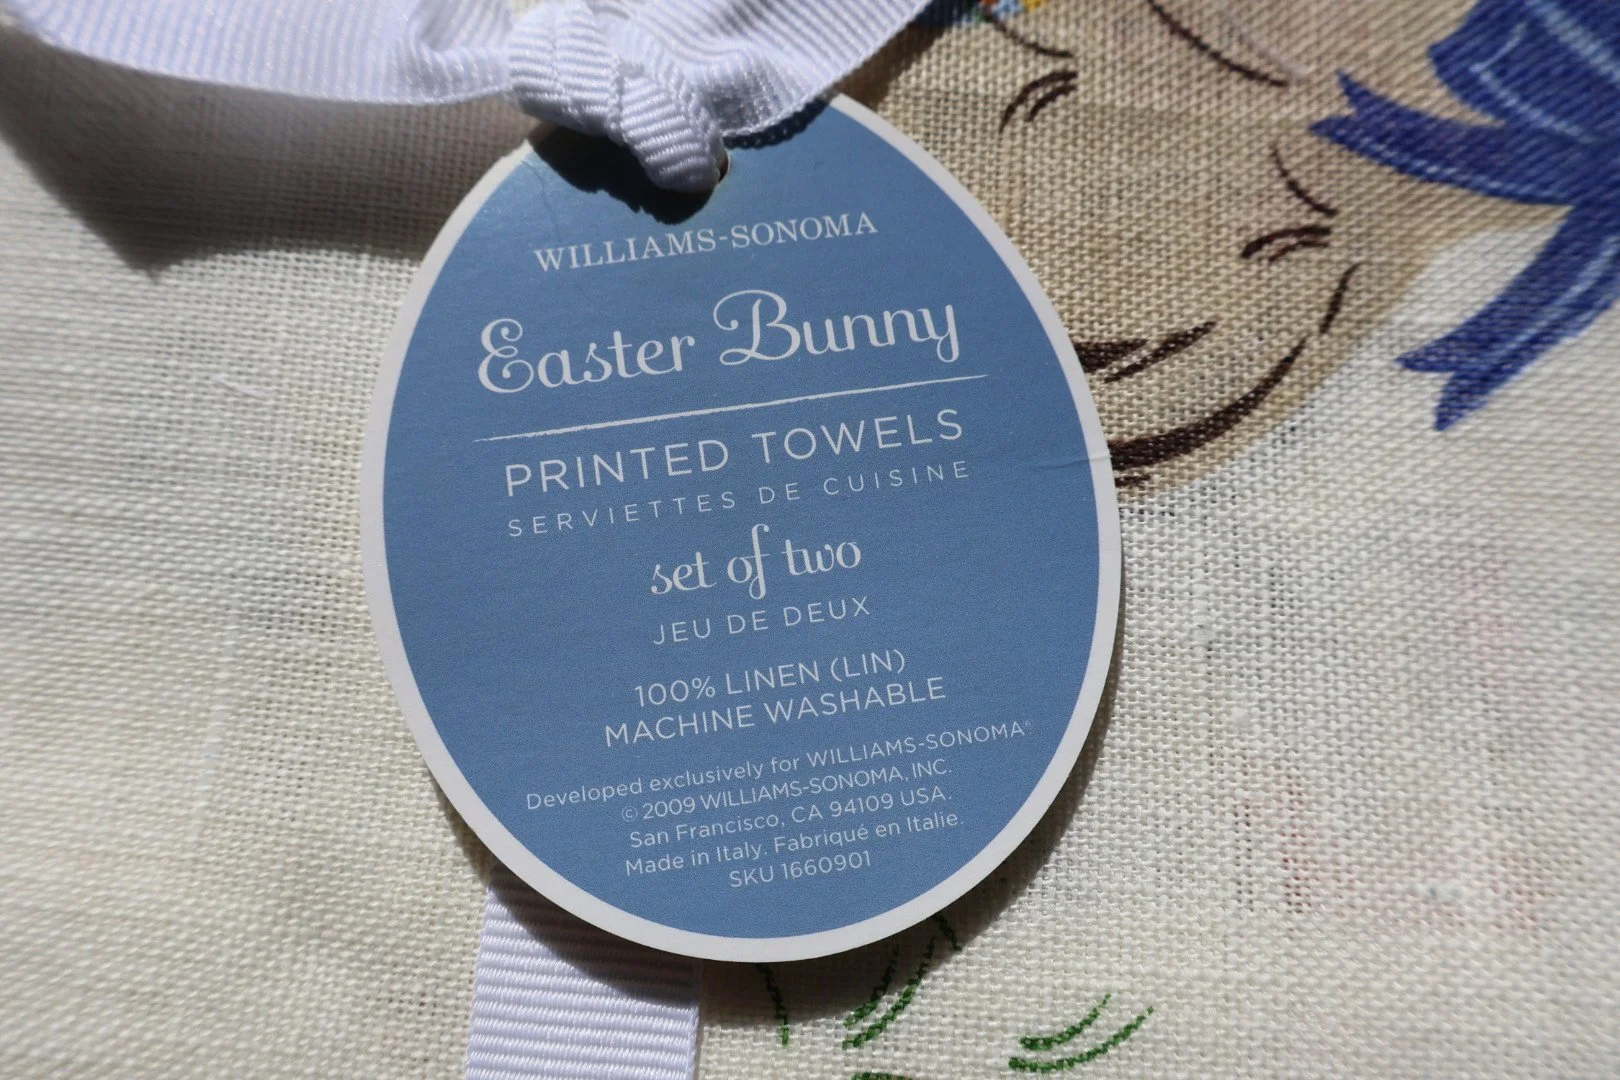 WILLIAMS-SONOMA
Easter Bunny
PRINTED TOWELS
SERVIETTES DE CUISINE
set of two
JEU DE DEUX
100% LINEN (LIN)
MACHINE WASHABLE
Developed exclusively for WILLIAMS-SONOMA®
© 2009 WILLIAMS-SONOMA, INC.
San Francisco, CA 94109 USA.
Made in Italy. Fabriqué en Italie.
SKU 1660901